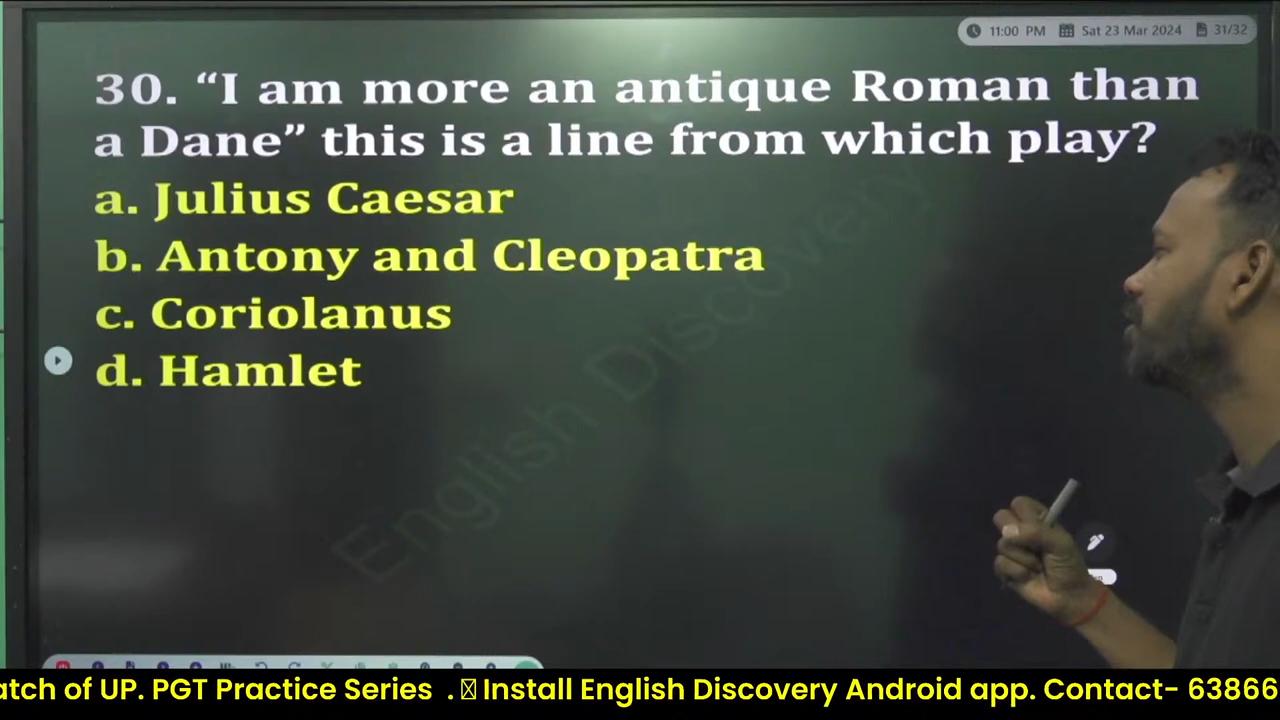 11:00 PM Sat 23 Mar 2024 31/32
30. “I am more an antique Roman than
a Dane” this is a line from which play?
a. Julius Caesar
b. Antony and Cleopatra
c. Coriolanus
d. Hamlet
English Discovery
atch of UP. PGT Practice Series . Install English Discovery Android app. Contact- 63866